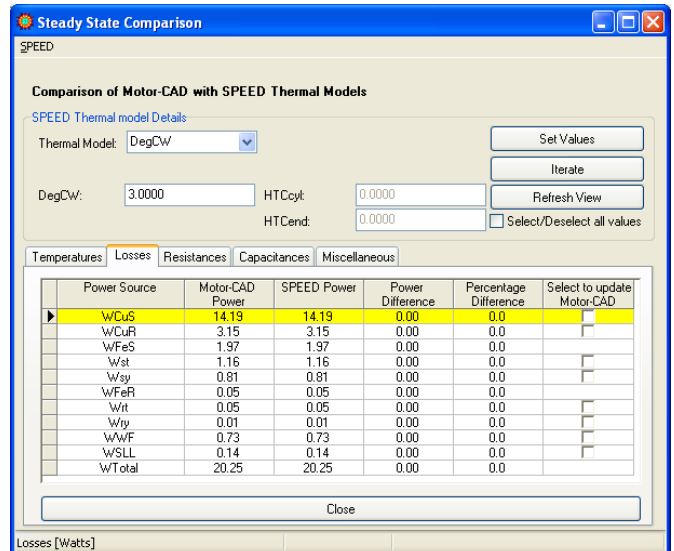 Steady State Comparison
SPEED
Comparison of Motor-CAD with SPEED Thermal Models
SPEED Thermal model Details
Thermal Model: DegCW
Set Values
Iterate
DegCW: 3.0000 HTCcyl: 0.0000 Refresh View
HTCend: 0.0000 Select/Deselect all values
Temperatures Losses Resistances Capacitances Miscellaneous
Power Source Motor-CAD Power SPEED Power Power Difference Percentage Difference Select to update Motor-CAD
WCuS 14.19 14.19 0.00 0.0
WCuR 3.15 3.15 0.00 0.0
WFeS 1.97 1.97 0.00 0.0
Wst 1.16 1.16 0.00 0.0
Wsy 0.81 0.81 0.00 0.0
WFeR 0.05 0.05 0.00 0.0
Wrt 0.05 0.05 0.00 0.0
Wry 0.01 0.01 0.00 0.0
WWF 0.73 0.73 0.00 0.0
WSLL 0.14 0.14 0.00 0.0
WTotal 20.25 20.25 0.00 0.0
Close
Losses [Watts]